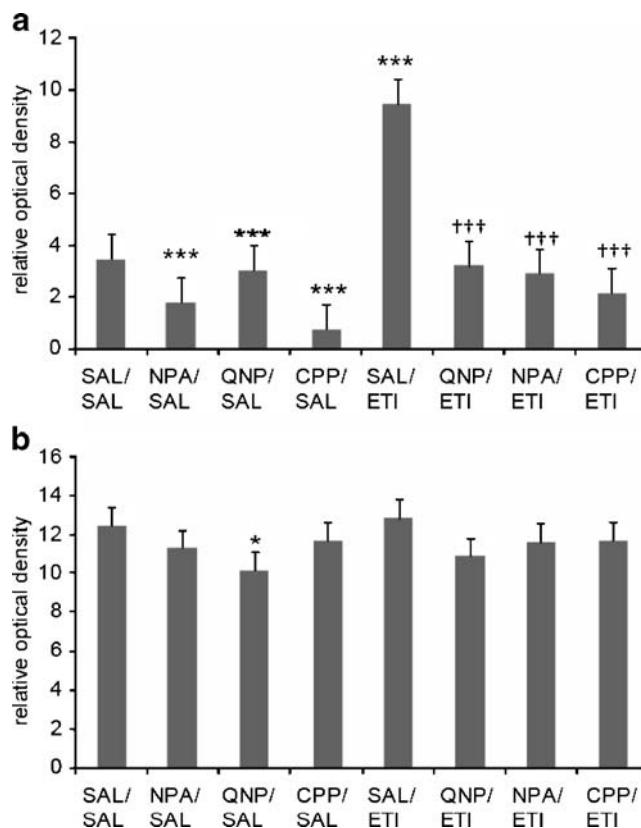 a
relative optical density
12
10
8
6
4
2
0
*** *** *** *** ††† ††† †††
SAL/ NPA/ QNP/ CPP/ SAL/ QNP/ NPA/ CPP/
SAL SAL SAL SAL ETI ETI ETI ETI
b
relative optical density
16
14
12
10
8
6
4
2
0
*
SAL/ NPA/ QNP/ CPP/ SAL/ QNP/ NPA/ CPP/
SAL SAL SAL SAL ETI ETI ETI ETI